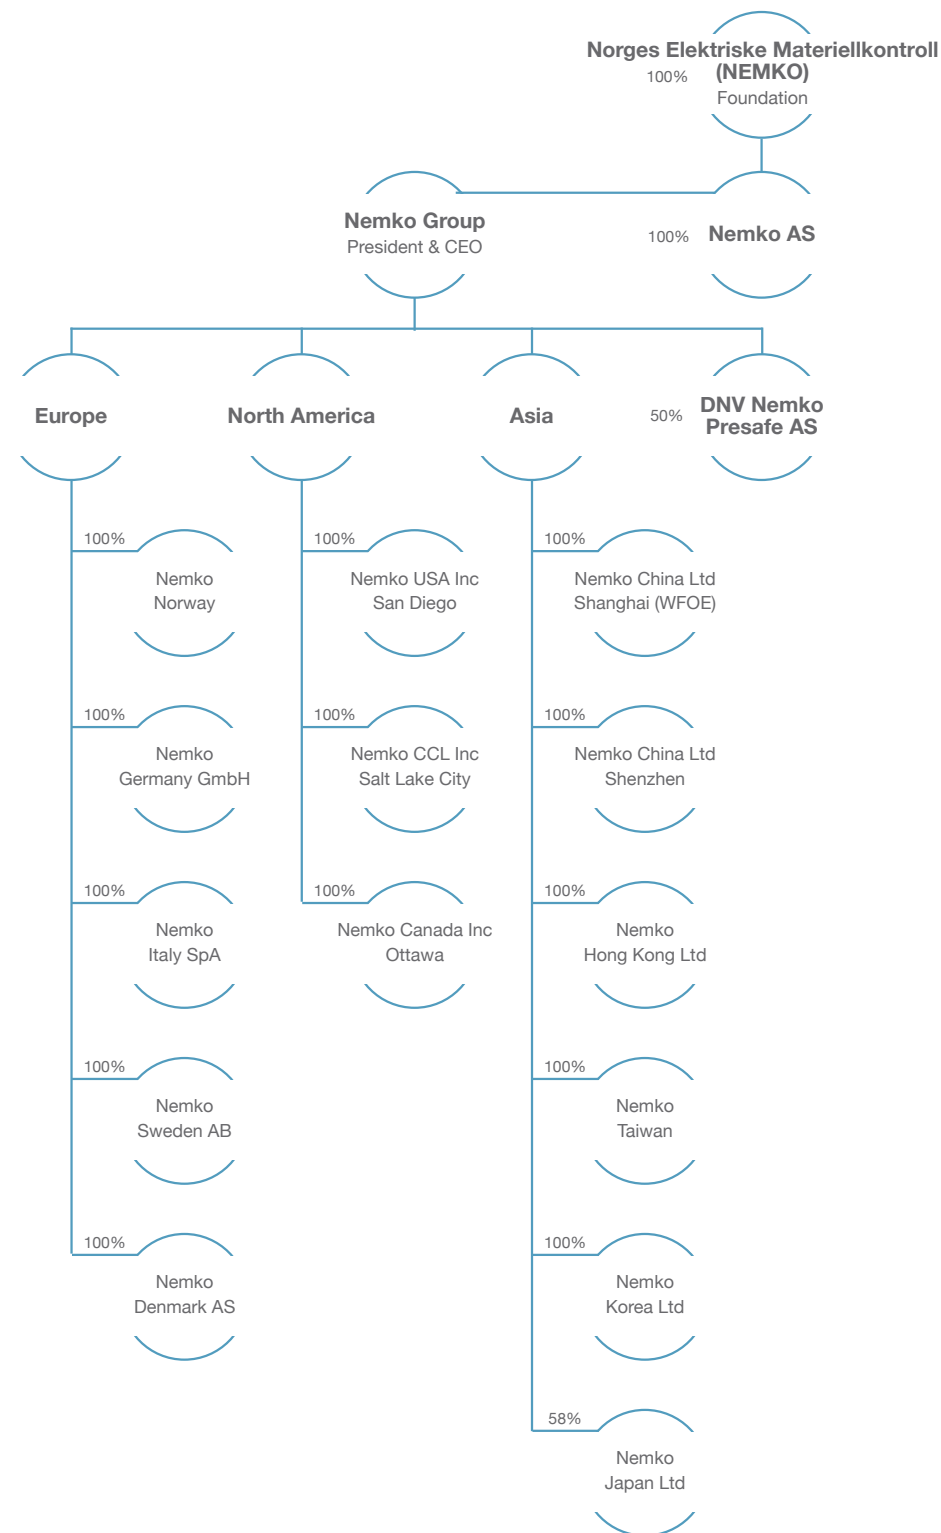 Norges Elektriske Materiellkontroll
(NEMKO)
100%
Foundation
Nemko Group
President & CEO
100%
Nemko AS
Europe
North America
Asia
50%
DNV Nemko
Presafe AS
100%
Nemko
Norway
100%
Nemko
Germany GmbH
100%
Nemko
Italy SpA
100%
Nemko
Sweden AB
100%
Nemko
Denmark AS
100%
Nemko USA Inc
San Diego
100%
Nemko CCL Inc
Salt Lake City
100%
Nemko Canada Inc
Ottawa
100%
Nemko China Ltd
Shanghai (WFOE)
100%
Nemko China Ltd
Shenzhen
100%
Nemko
Hong Kong Ltd
100%
Nemko
Taiwan
100%
Nemko
Korea Ltd
58%
Nemko
Japan Ltd